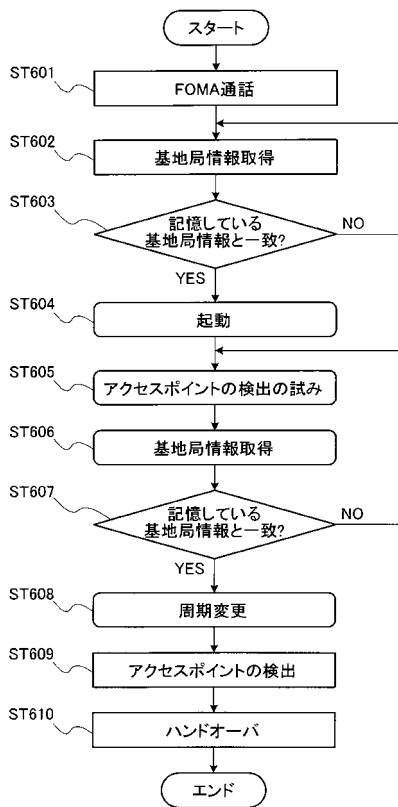 スタート
ST601
FOMA通話
ST602
基地局情報取得
ST603
記憶している
基地局情報と一致?
NO
YES
ST604
起動
ST605
アクセスポイントの検出の試み
ST606
基地局情報取得
ST607
記憶している
基地局情報と一致?
NO
YES
ST608
周期変更
ST609
アクセスポイントの検出
ST610
ハンドオーバ
エンド